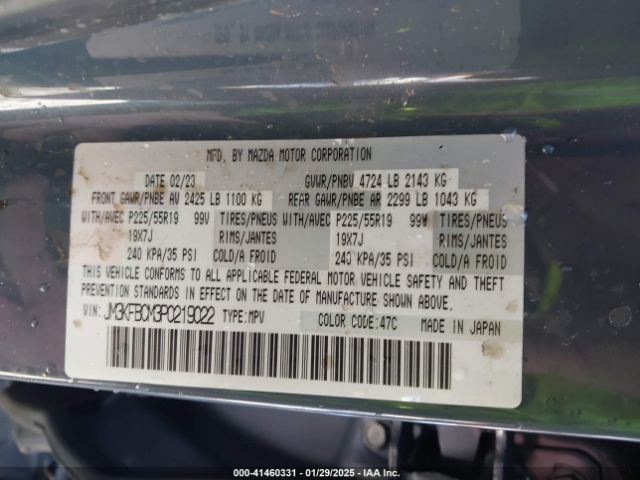 MFD. BY MAZDA MOTOR CORPORATION
DATE 02/23 GVWR/PNBV 4724 LB 2143 KG
FRONT GAWR/PNBE AV 2425 LB 1100 KG REAR GAWR/PNBE AR 2299 LB 1043 KG
WITH/AVEC P225/55R19 99V TIRES/PNEUS WITH/AVEC P225/55R19 99V TIRES/PNEUS
19X7J RIMS/JANTES 19X7J RIMS/JANTES
240 KPA/35 PSI COLD/A FROID 240 KPA/35 PSI COLD/A FROID
THIS VEHICLE CONFORMS TO ALL APPLICABLE FEDERAL MOTOR VEHICLE SAFETY AND THEFT
PREVENTION STANDARDS IN EFFECT ON THE DATE OF MANUFACTURE SHOWN ABOVE.
VIN: JM3KFBCM3P0219022 TYPE:MPV COLOR CODE:47C MADE IN JAPAN
000-41460331 - 01/29/2025 - IAA Inc.